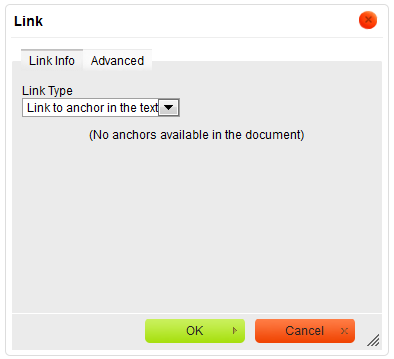 Link
Link Info Advanced
Link Type
Link to anchor in the text
(No anchors available in the document)
OK Cancel